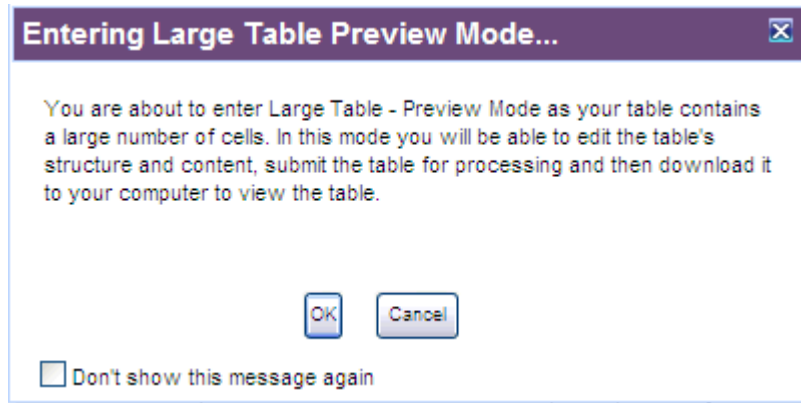 Entering Large Table Preview Mode...
You are about to enter Large Table - Preview Mode as your table contains
a large number of cells. In this mode you will be able to edit the table's
structure and content, submit the table for processing and then download it
to your computer to view the table.
OK Cancel
Don't show this message again